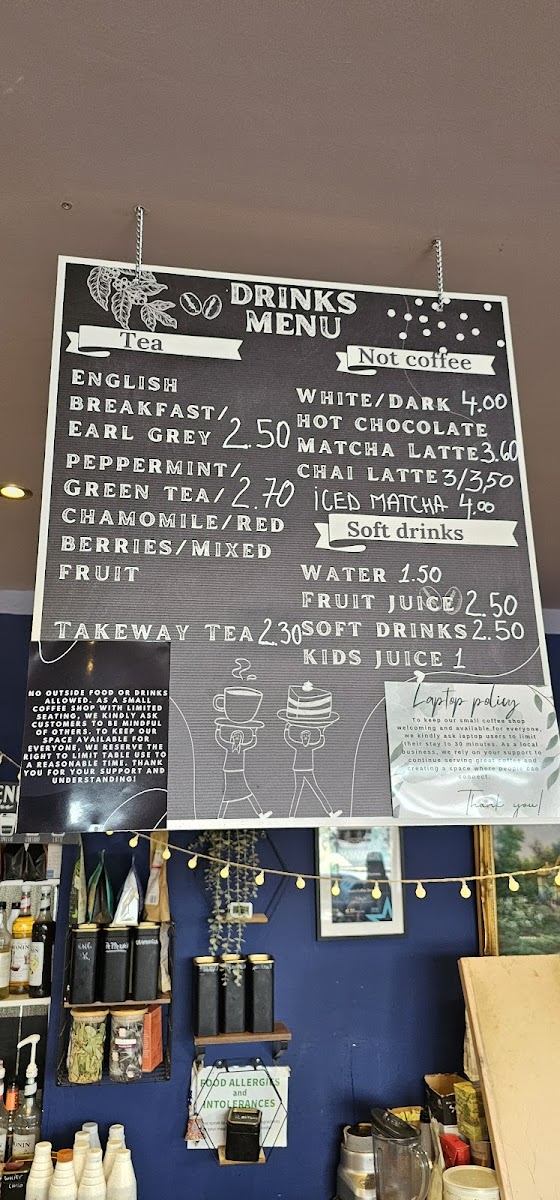 DRINKS
MENU
Tea
ENGLISH
BREAKFAST/
EARL GREY 2.50
PEPPERMINT/
GREEN TEA/ 2.70
CHAMOMILE/RED
BERRIES/MIXED
FRUIT
TAKEWAY TEA 2.30
Not coffee
WHITE/DARK 4.00
HOT CHOCOLATE
MATCHA LATTE 3.60
CHAI LATTE 3/3,50
ICED MATCHA 4.00
Soft drinks
WATER 1.50
FRUIT JUICE 2.50
SOFT DRINKS 2.50
KIDS JUICE 1
NO OUTSIDE FOOD OR DRINKS
ALLOWED. AS A SMALL
COFFEE SHOP WITH LIMITED
SEATING, WE KINDLY ASK
CUSTOMERS TO BE MINDFUL
OF OTHERS. TO KEEP OUR
SPACE AVAILABLE FOR
EVERYONE, WE RESERVE THE
RIGHT TO LIMIT TABLE USE TO
A REASONABLE TIME. THANK
YOU FOR YOUR SUPPORT AND
UNDERSTANDING!
Laptop policy
To keep our small coffee shop
welcoming and available for everyone,
we kindly ask laptop users to limit
their stay to 30 minutes. As a local
business, we rely on your support to
continue serving great coffee and
creating a space where people can
connect.
Thank you!
FOOD ALLERGIES
and
INTOLERANCES